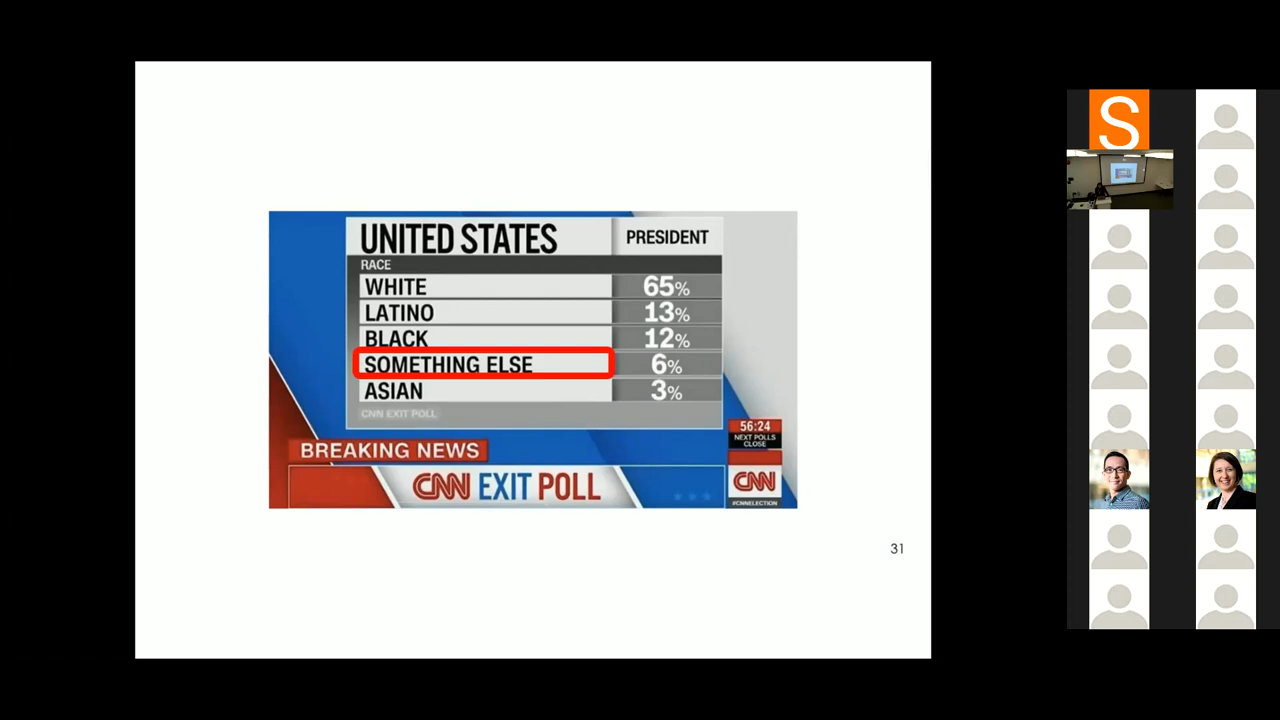 UNITED STATES
PRESIDENT
RACE
WHITE 65%
LATINO 13%
BLACK 12%
SOMETHING ELSE 6%
ASIAN 3%
CNN EXIT POLL
56:24
NEXT POLLS
CLOSE
BREAKING NEWS
CNN EXIT POLL
CNN
#CNNELECTION
31
S